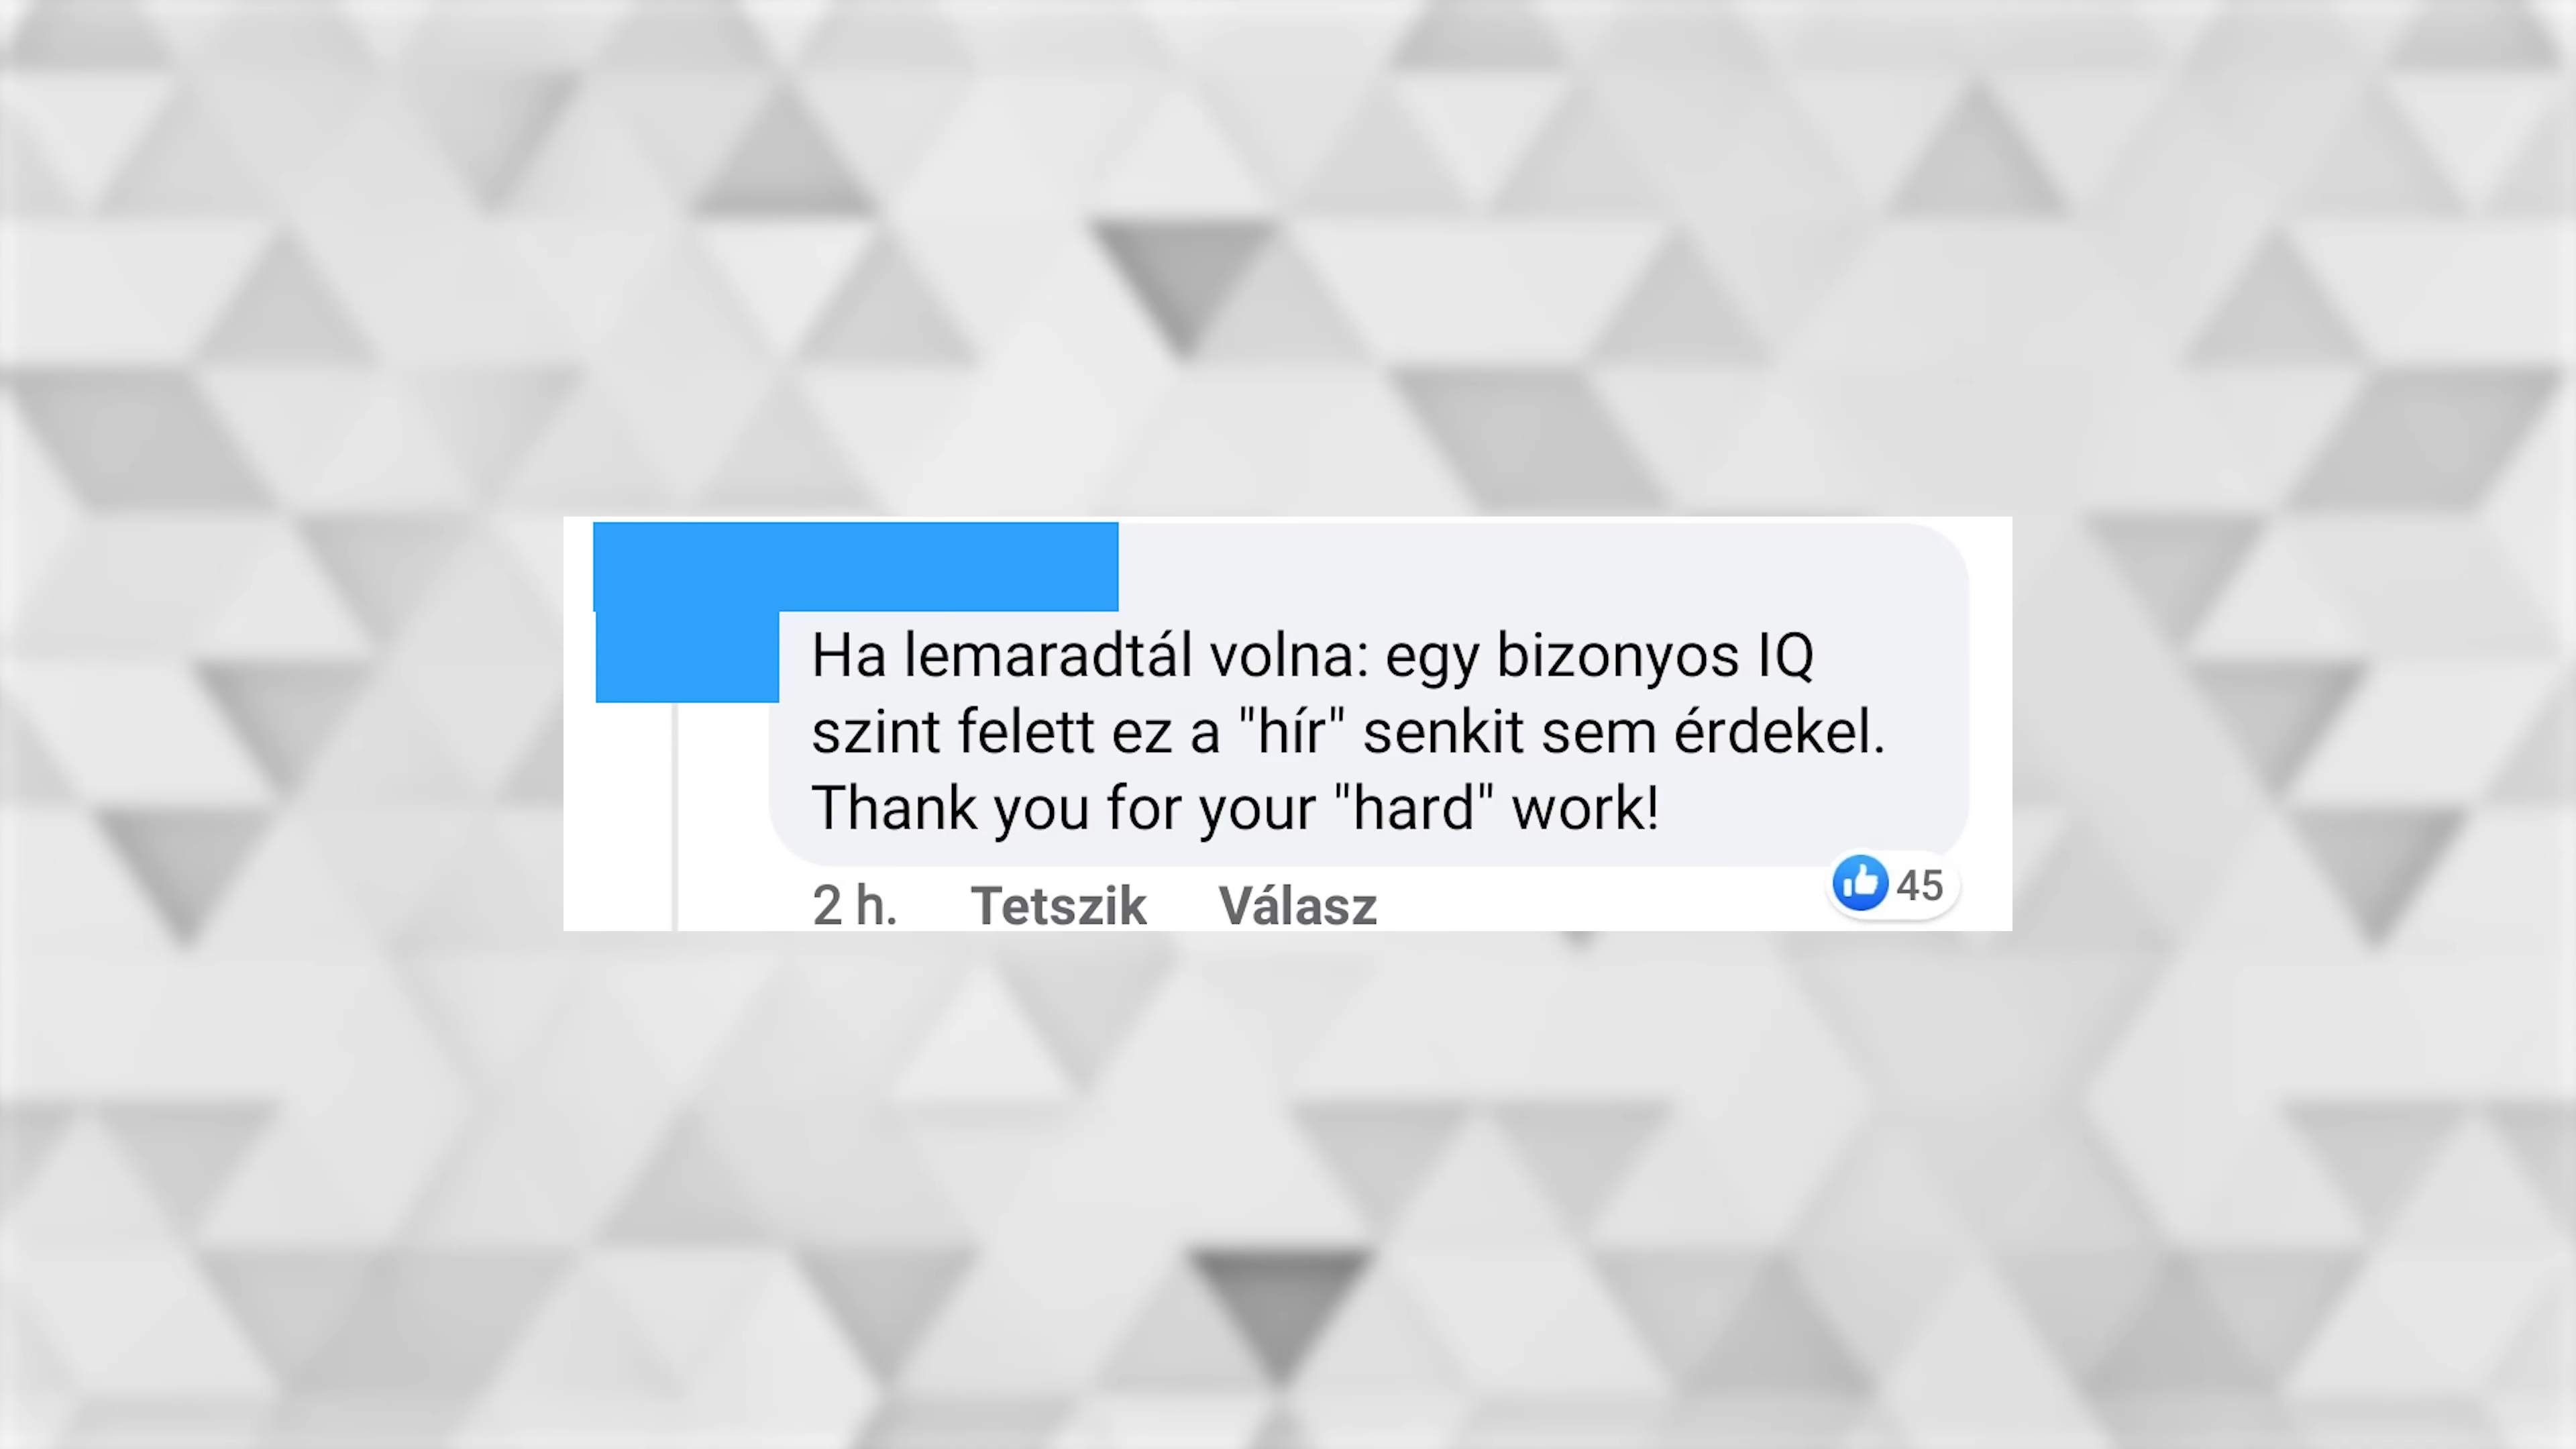 Ha lemaradtál volna: egy bizonyos IQ
szint felett ez a "hír" senkit sem érdekel.
Thank you for your "hard" work!
2 h. Tetszik Válasz
45